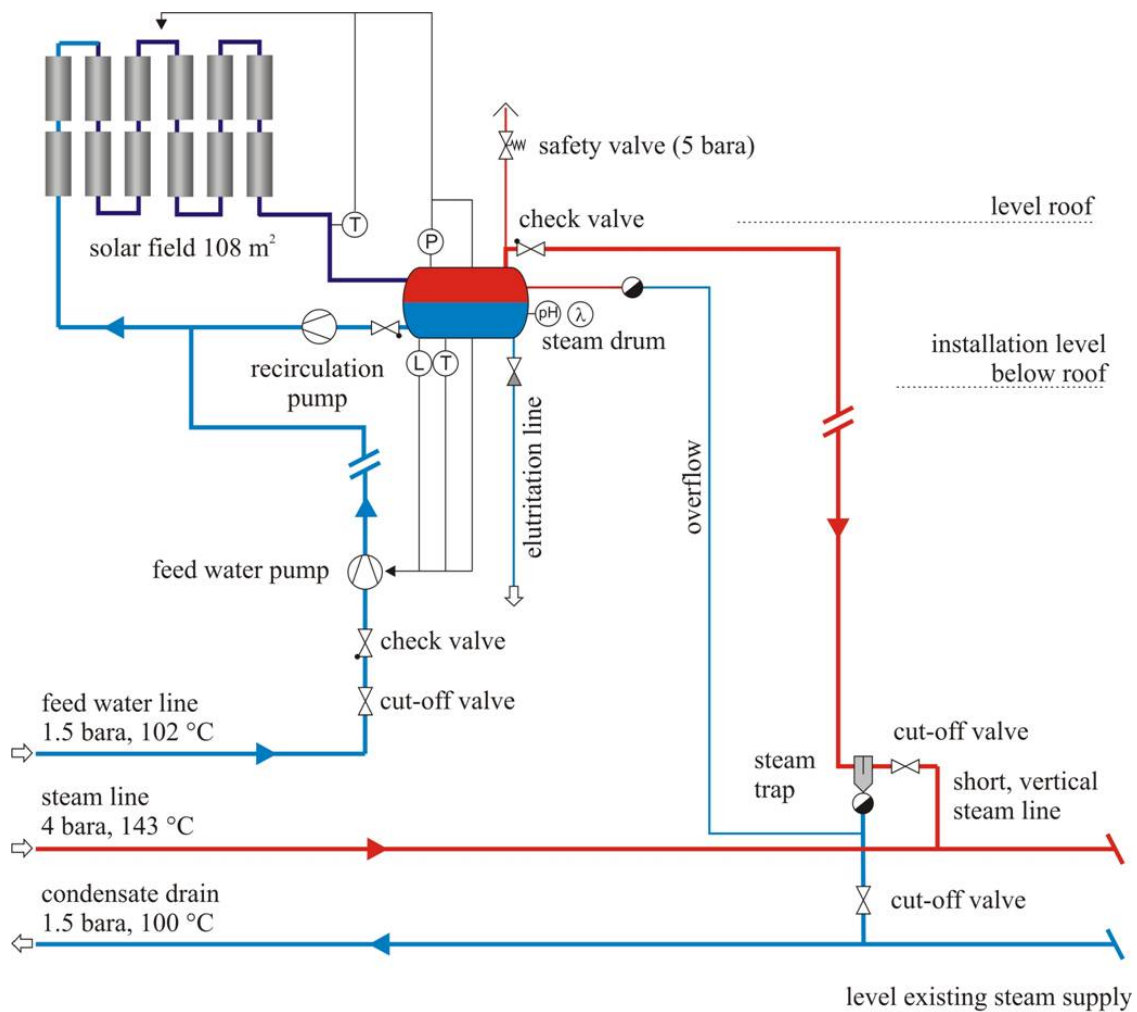 T
safety valve (5 bara)
check valve
level roof
solar field 108 m²
P
pH
λ
steam drum
installation level
below roof
recirculation
pump
L
T
elutritation line
overflow
feed water pump
check valve
cut-off valve
feed water line
1.5 bara, 102 °C
cut-off valve
steam
trap
short, vertical
steam line
steam line
4 bara, 143 °C
condensate drain
1.5 bara, 100 °C
cut-off valve
level existing steam supply